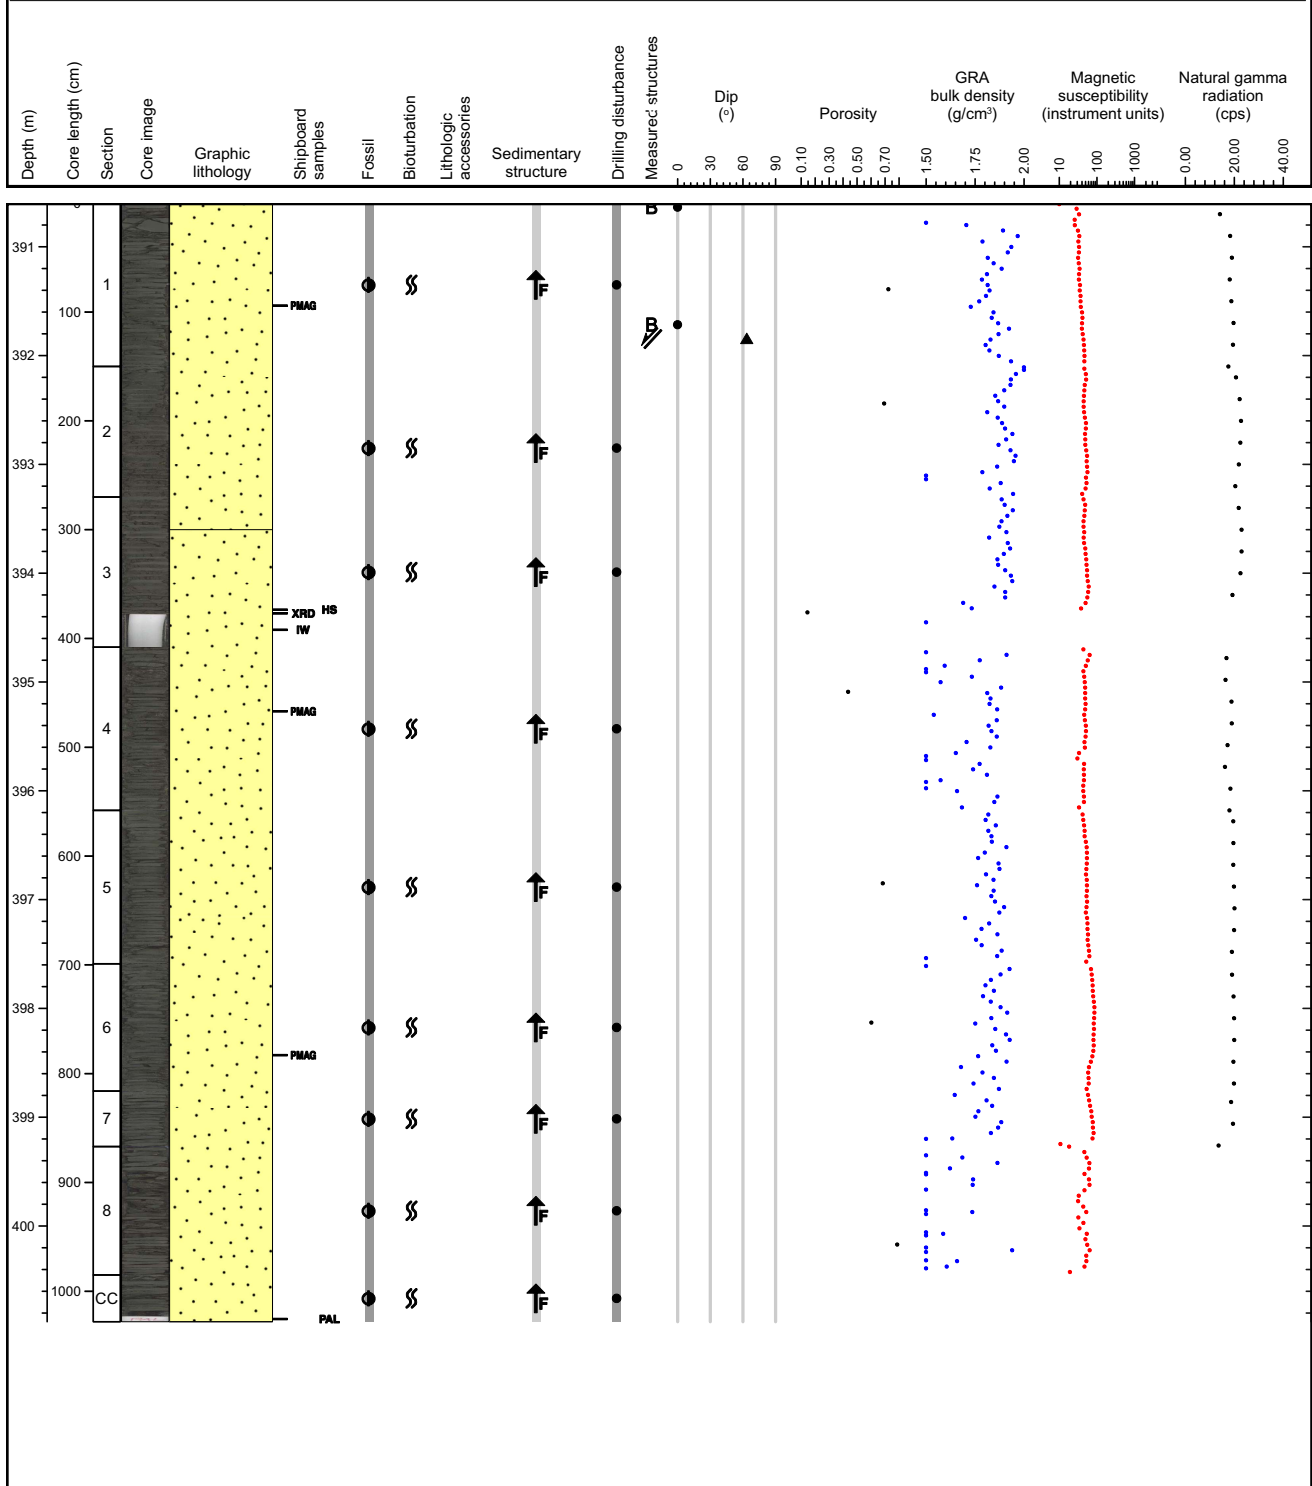 Depth (m)
Core length (cm)
Section
Core image
Graphic
lithology
Shipboard
samples
Fossil
Bioturbation
Lithologic
accessories
Sedimentary
structure
Drilling disturbance
Measured structures
Dip
(o)
Porosity
GRA
bulk density
(g/cm3)
Magnetic
susceptibility
(instrument units)
Natural gamma
radiation
(cps)
0 30 60 90
0.10 0.30 0.50 0.70
1.50 1.75 2.00
10 100 1000
0.00 20.00 40.00
0
B
391
1
F
PMAG
100
B
392
2
200
F
393
300
394
3
F
HS
XRD
IW
400
395
PMAG
4
F
500
396
600
5
F
397
700
398
6
F
PMAG
800
399
7
F
900
8
F
400
1000
CC
F
PAL